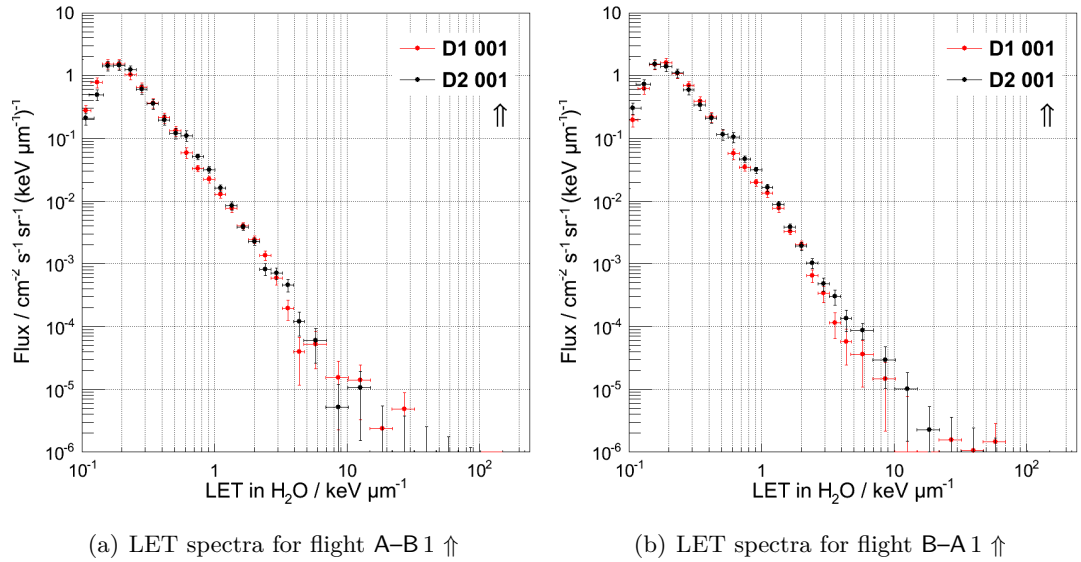 10
1
10⁻¹
10⁻²
10⁻³
10⁻⁴
10⁻⁵
10⁻⁶
Flux / cm⁻² s⁻¹ sr⁻¹ (keV µm⁻¹)⁻¹
D1 001
D2 001
⇑
10⁻¹ 1 10 10²
LET in H₂O / keV µm⁻¹
(a) LET spectra for flight A–B 1 ⇑
10
1
10⁻¹
10⁻²
10⁻³
10⁻⁴
10⁻⁵
10⁻⁶
Flux / cm⁻² s⁻¹ sr⁻¹ (keV µm⁻¹)⁻¹
D1 001
D2 001
⇑
10⁻¹ 1 10 10²
LET in H₂O / keV µm⁻¹
(b) LET spectra for flight B–A 1 ⇑